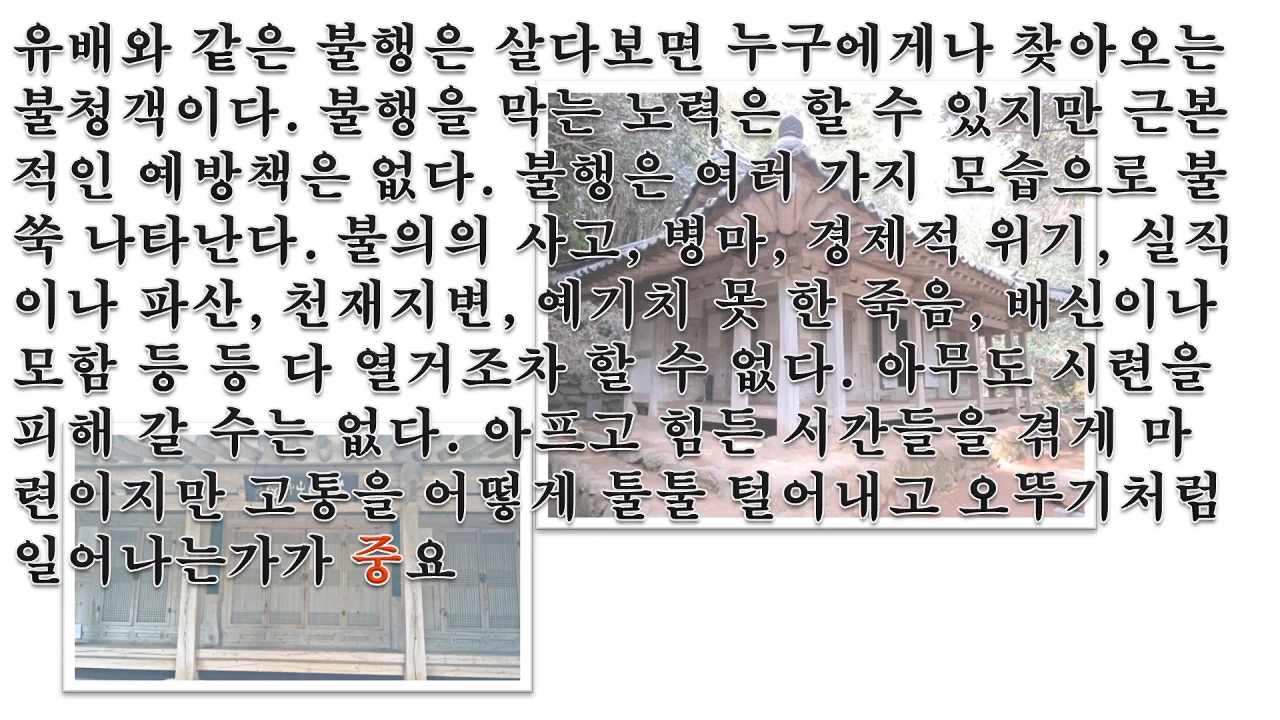 유배와 같은 불행은 살다보면 누구에게나 찾아오는
불청객이다. 불행을 막는 노력은 할 수 있지만 근본
적인 예방책은 없다. 불행은 여러 가지 모습으로 불
쑥 나타난다. 불의의 사고, 병마, 경제적 위기, 실직
이나 파산, 천재지변, 예기치 못 한 죽음, 배신이나
모함 등 등 다 열거조차 할 수 없다. 아무도 시련을
피해 갈 수는 없다. 아프고 힘든 시간들을 겪게 마
련이지만 고통을 어떻게 툴툴 털어내고 오뚜기처럼
일어나는가가 중요